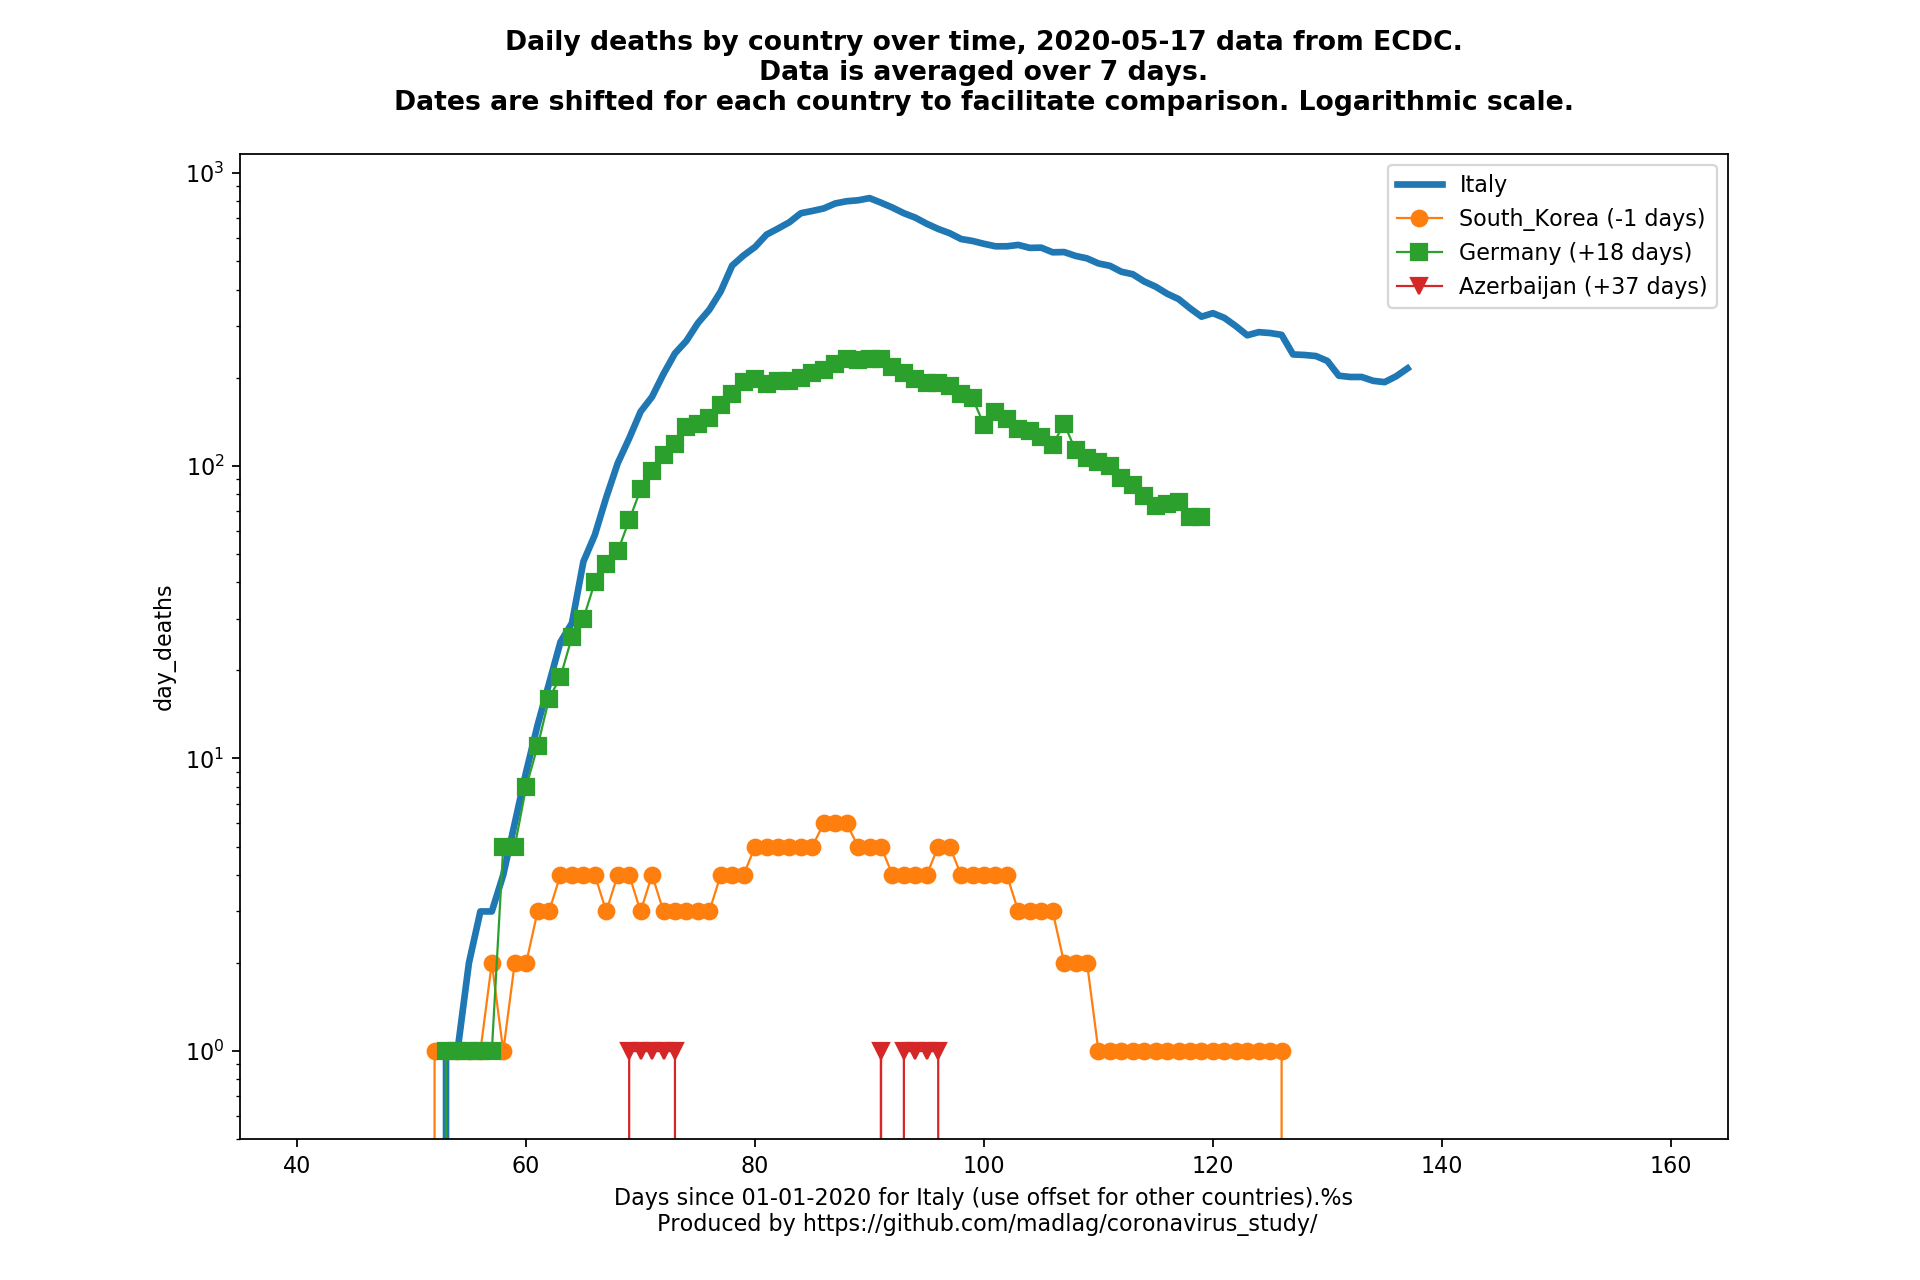 Daily deaths by country over time, 2020-05-17 data from ECDC.
Data is averaged over 7 days.
Dates are shifted for each country to facilitate comparison. Logarithmic scale.
Italy
South_Korea (-1 days)
Germany (+18 days)
Azerbaijan (+37 days)
day_deaths
10³
10²
10¹
10⁰
40 60 80 100 120 140 160
Days since 01-01-2020 for Italy (use offset for other countries).%s
Produced by https://github.com/madlag/coronavirus_study/